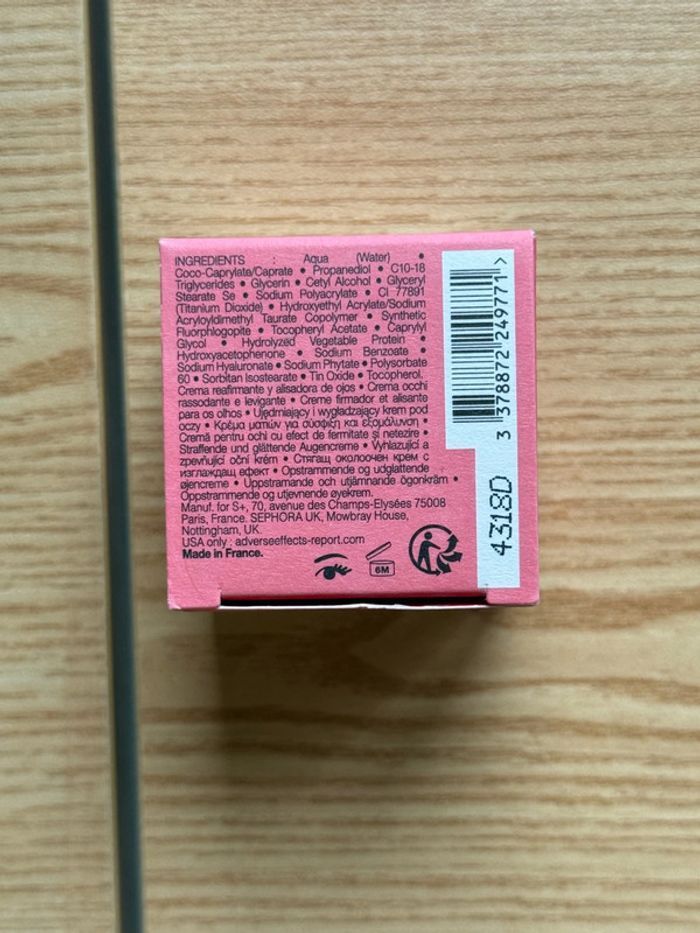 INGREDIENTS : Aqua (Water) •
Coco-Caprylate/Caprate • Propanediol • C10-18
Triglycerides • Glycerin • Cetyl Alcohol • Glyceryl
Stearate Se • Sodium Polyacrylate • CI 77891
(Titanium Dioxide) • Hydroxyethyl Acrylate/Sodium
Acryloyldimethyl Taurate Copolymer • Synthetic
Fluorphlogopite • Tocopheryl Acetate • Caprylyl
Glycol • Hydrolyzed Vegetable Protein •
Hydroxyacetophenone • Sodium Benzoate •
Sodium Hyaluronate • Sodium Phytate • Polysorbate
60 • Sorbitan Isostearate • Tin Oxide • Tocopherol.
Crema reafirmante y alisadora de ojos • Crema occhi
rassodante e levigante • Creme firmador et alisante
para os olhos • Ujędrniający i wygładzający krem pod
oczy • Κρέμα ματιών για σύσφιξη και εξομάλυνση •
Cremă pentru ochi cu efect de fermitate și netezire •
Straffende und glättende Augencreme • Vyhlazující a
zpevňující oční krém • Стягащ околоочен крем с
изглаждащ ефект • Opstrammende og udglattende
øjencreme • Uppstramande och utjämnande ögonkräm •
Oppstrammende og utjevnende øyekrem.
Manuf. for S+, 70, avenue des Champs-Elysées 75008
Paris, France. SEPHORA UK, Mowbray House,
Nottingham, UK.
USA only : adverseeffects-report.com
Made in France.
6M
3 378872 249771 >
4318D